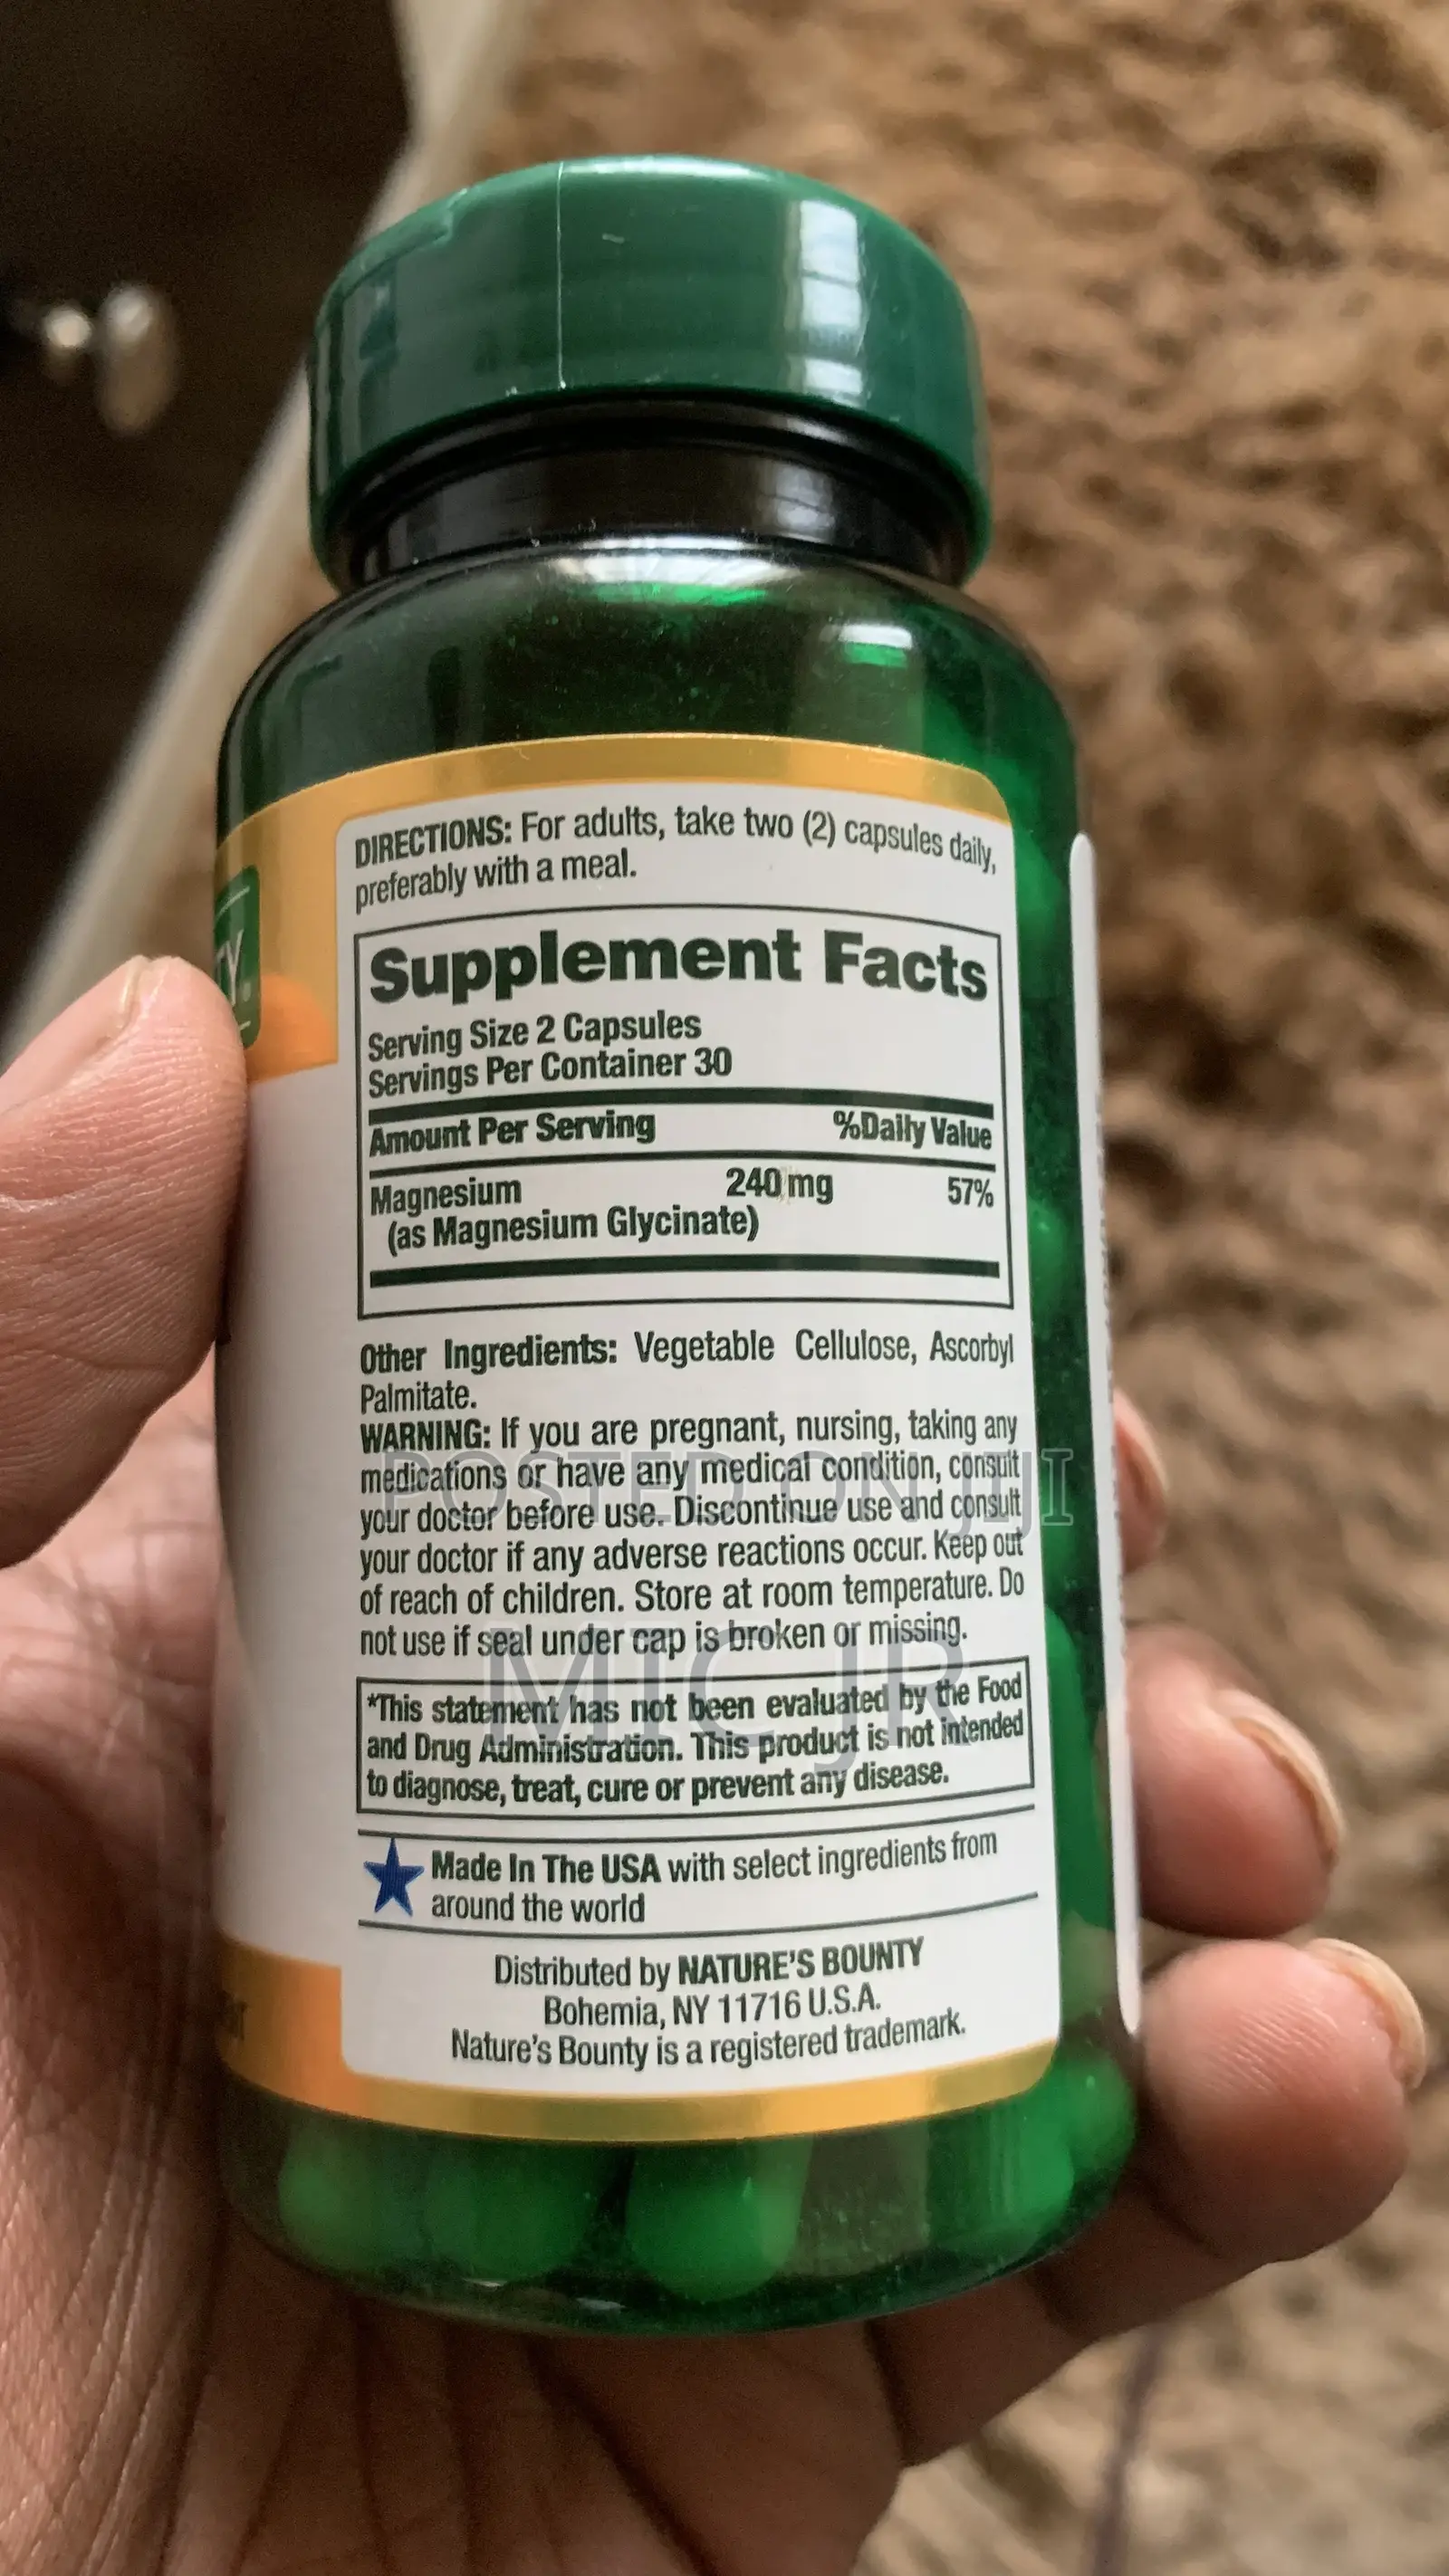 TY.
DIRECTIONS: For adults, take two (2) capsules daily,
preferably with a meal.
Supplement Facts
Serving Size 2 Capsules
Servings Per Container 30
Amount Per Serving %Daily Value
Magnesium 240 mg 57%
(as Magnesium Glycinate)
Other Ingredients: Vegetable Cellulose, Ascorbyl
Palmitate.
WARNING: If you are pregnant, nursing, taking any
medications or have any medical condition, consult
your doctor before use. Discontinue use and consult
your doctor if any adverse reactions occur. Keep out
of reach of children. Store at room temperature. Do
not use if seal under cap is broken or missing.
*This statement has not been evaluated by the Food
and Drug Administration. This product is not intended
to diagnose, treat, cure or prevent any disease.
Made In The USA with select ingredients from
around the world
Distributed by NATURE'S BOUNTY
Bohemia, NY 11716 U.S.A.
Nature's Bounty is a registered trademark.
POSTED ON JIJI
MIC JR